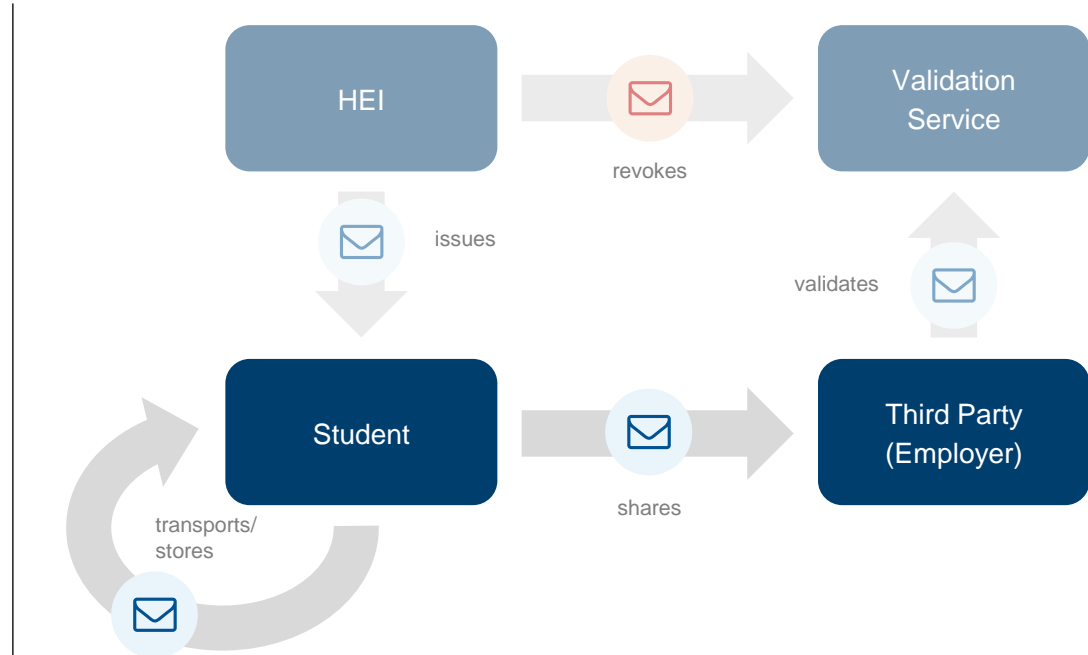 HEI
Validation
Service
revokes
issues
validates
Student
Third Party
(Employer)
shares
transports/
stores